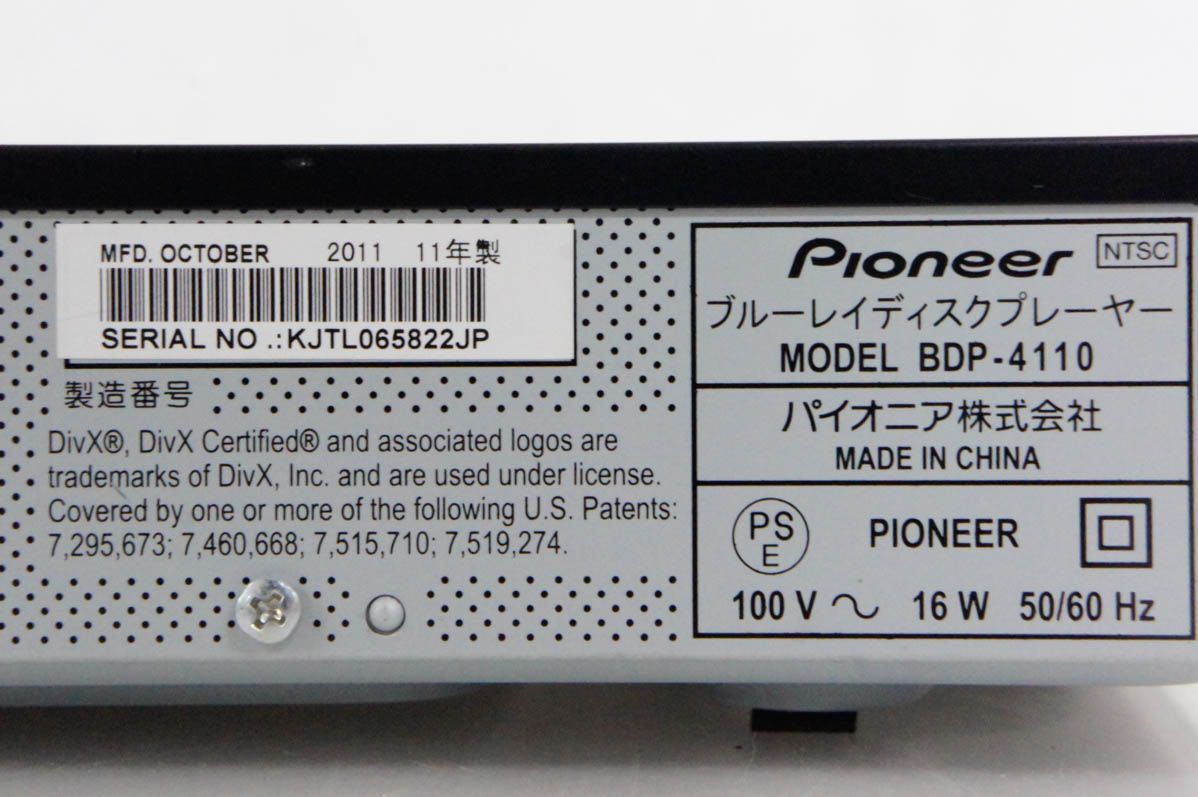 MFD. OCTOBER 2011 11年製
SERIAL NO .:KJTL065822JP
製造番号
DivX®, DivX Certified® and associated logos are
trademarks of DivX, Inc. and are used under license.
Covered by one or more of the following U.S. Patents:
7,295,673; 7,460,668; 7,515,710; 7,519,274.
Pioneer NTSC
ブルーレイディスクプレーヤー
MODEL BDP-4110
パイオニア株式会社
MADE IN CHINA
PS
E
PIONEER
100 V ~ 16 W 50/60 Hz